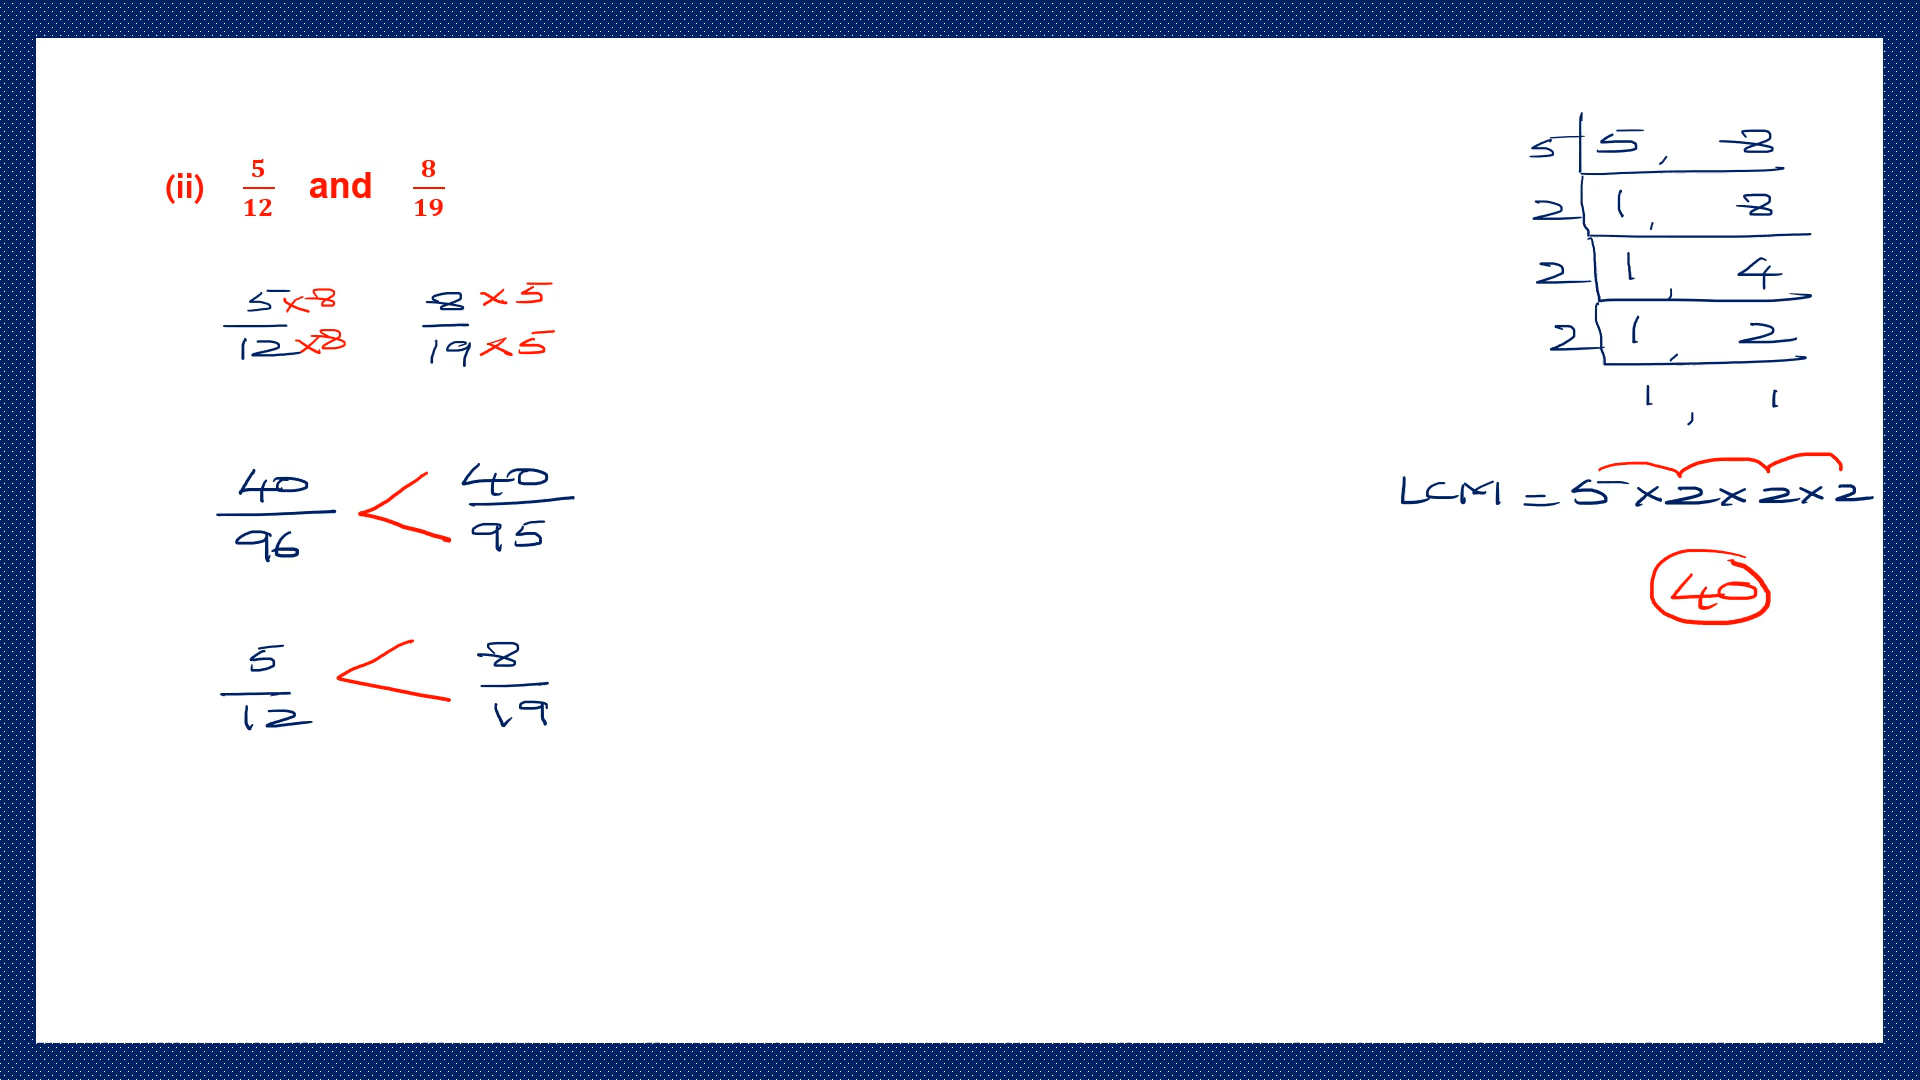 (ii) 5/12 and 8/19
5×8/12×8 8×5/19×5
40/96 < 40/95
5/12 < 8/19
5 | 5, 8
2 | 1, 8
2 | 1, 4
2 | 1, 2
1, 1
LCM = 5×2×2×2
40